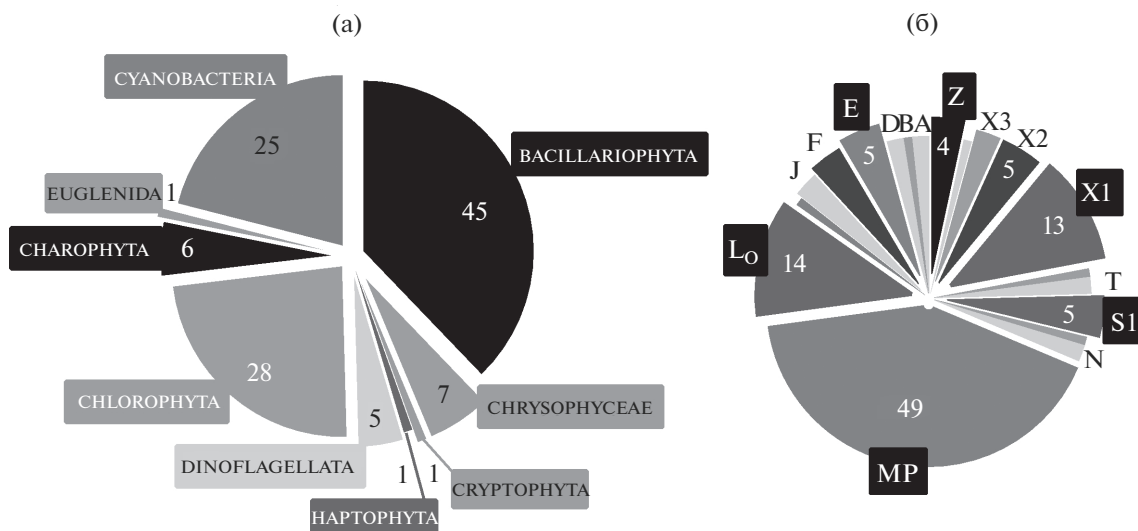 (а)
CYANOBACTERIA
25
BACILLARIOPHYTA
45
EUGLENIDA
1
CHAROPHYTA
6
CHLOROPHYTA
28
DINOFLAGELLATA
5
HAPTOPHYTA
1
CRYPTOPHYTA
1
CHRYSOPHYCEAE
7
(б)
Z
4
X3
X2
5
X1
13
T
S1
5
N
MP
49
LO
14
J
F
E
5
D
B
A